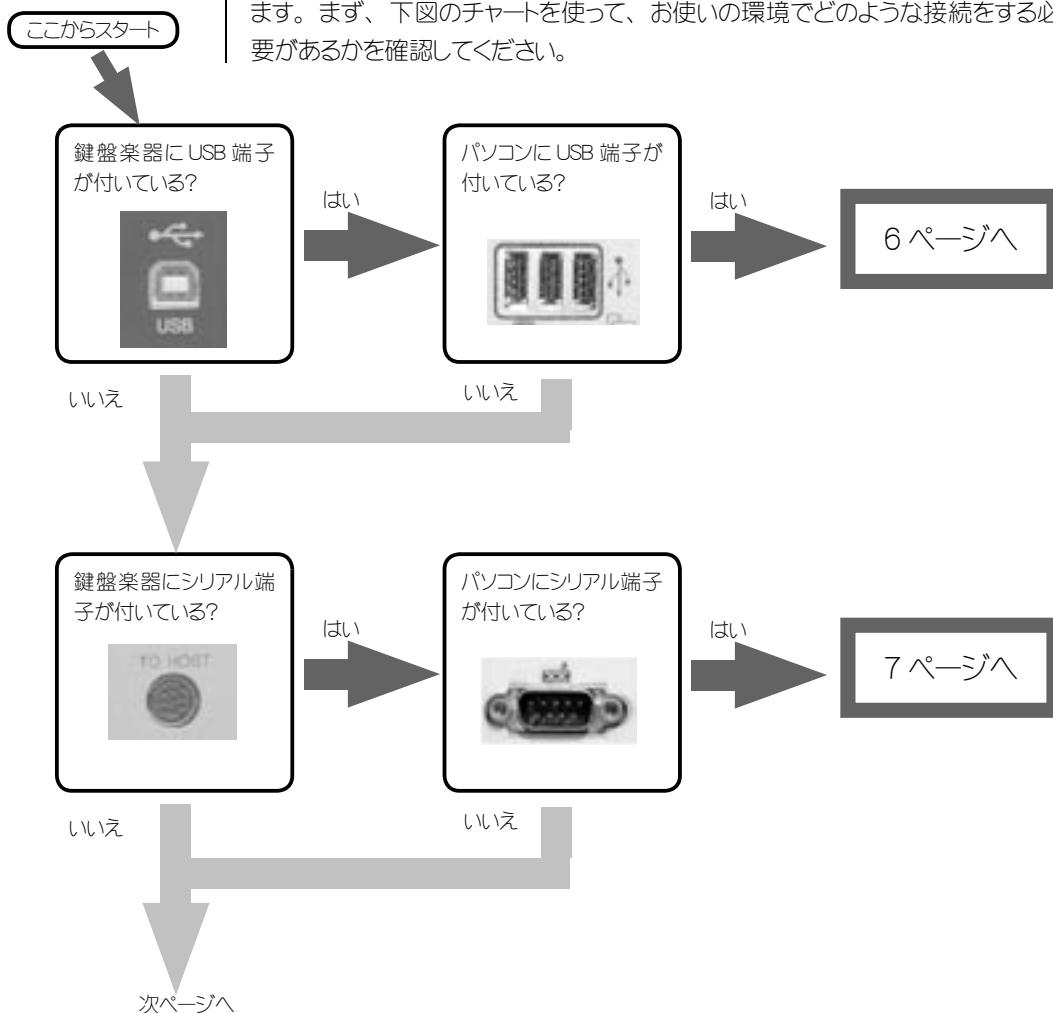 ます。まず、下図のチャートを使って、お使いの環境でどのような接続をする必
要があるかを確認してください。
ここからスタート
鍵盤楽器に USB 端子
が付いている?
USB
はい
パソコンに USB 端子が
付いている?
はい
6 ページへ
いいえ
いいえ
鍵盤楽器にシリアル端
子が付いている?
TO HOST
はい
パソコンにシリアル端子
が付いている?
はい
7 ページへ
いいえ
いいえ
次ページへ